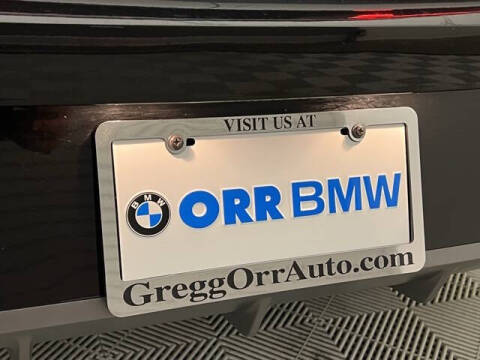 VISIT US AT
BMW
ORR BMW
GreggOrrAuto.com